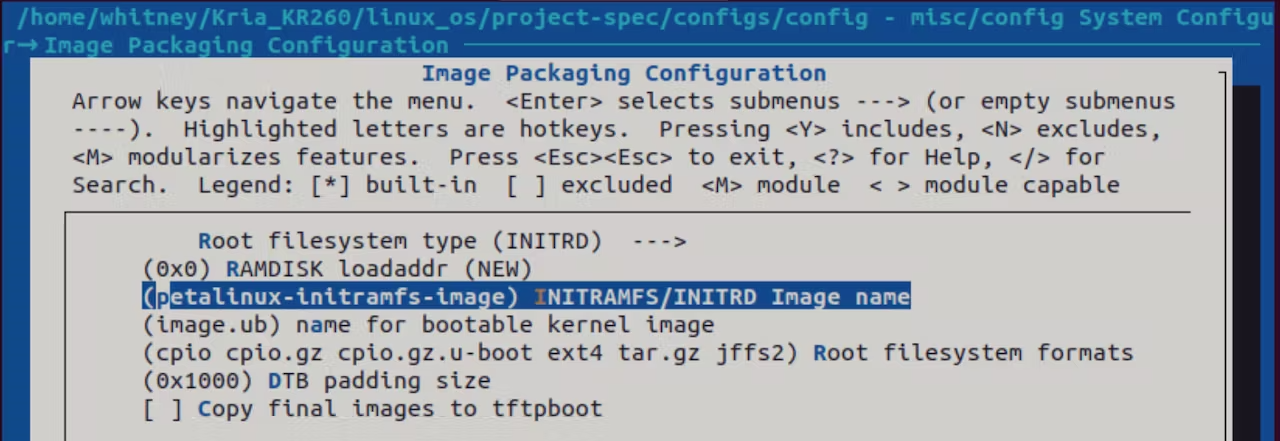 /home/whitney/Kria_KR260/linux_os/project-spec/configs/config - misc/config System Configu
r→ Image Packaging Configuration
Image Packaging Configuration
Arrow keys navigate the menu.  <Enter> selects submenus ---> (or empty submenus
----).  Highlighted letters are hotkeys.  Pressing <Y> includes, <N> excludes,
<M> modularizes features.  Press <Esc><Esc> to exit, <?> for Help, </> for
Search.  Legend: [*] built-in  [ ] excluded  <M> module  < > module capable
Root filesystem type (INITRD)  --->
(0x0) RAMDISK loadaddr (NEW)
(petalinux-initramfs-image) INITRAMFS/INITRD Image name
(image.ub) name for bootable kernel image
(cpio cpio.gz cpio.gz.u-boot ext4 tar.gz jffs2) Root filesystem formats
(0x1000) DTB padding size
[ ] Copy final images to tftpboot